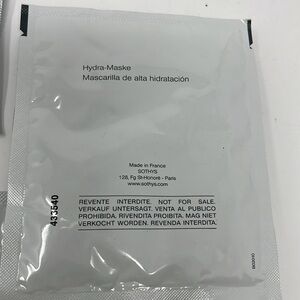 Hydra-Maske
Mascarilla de alta hidratación
Made in France
SOTHYS
128, Fg St-Honoré - Paris
www.sothys.com
REVENTE INTERDITE. NOT FOR SALE.
VERKAUF UNTERSAGT. VENTA AL PUBLICO
PROHIBIDA. RIVENDITA PROIBITA. MAG NIET
VERKOCHT WORDEN. REVENDA INTERDITA.
433540